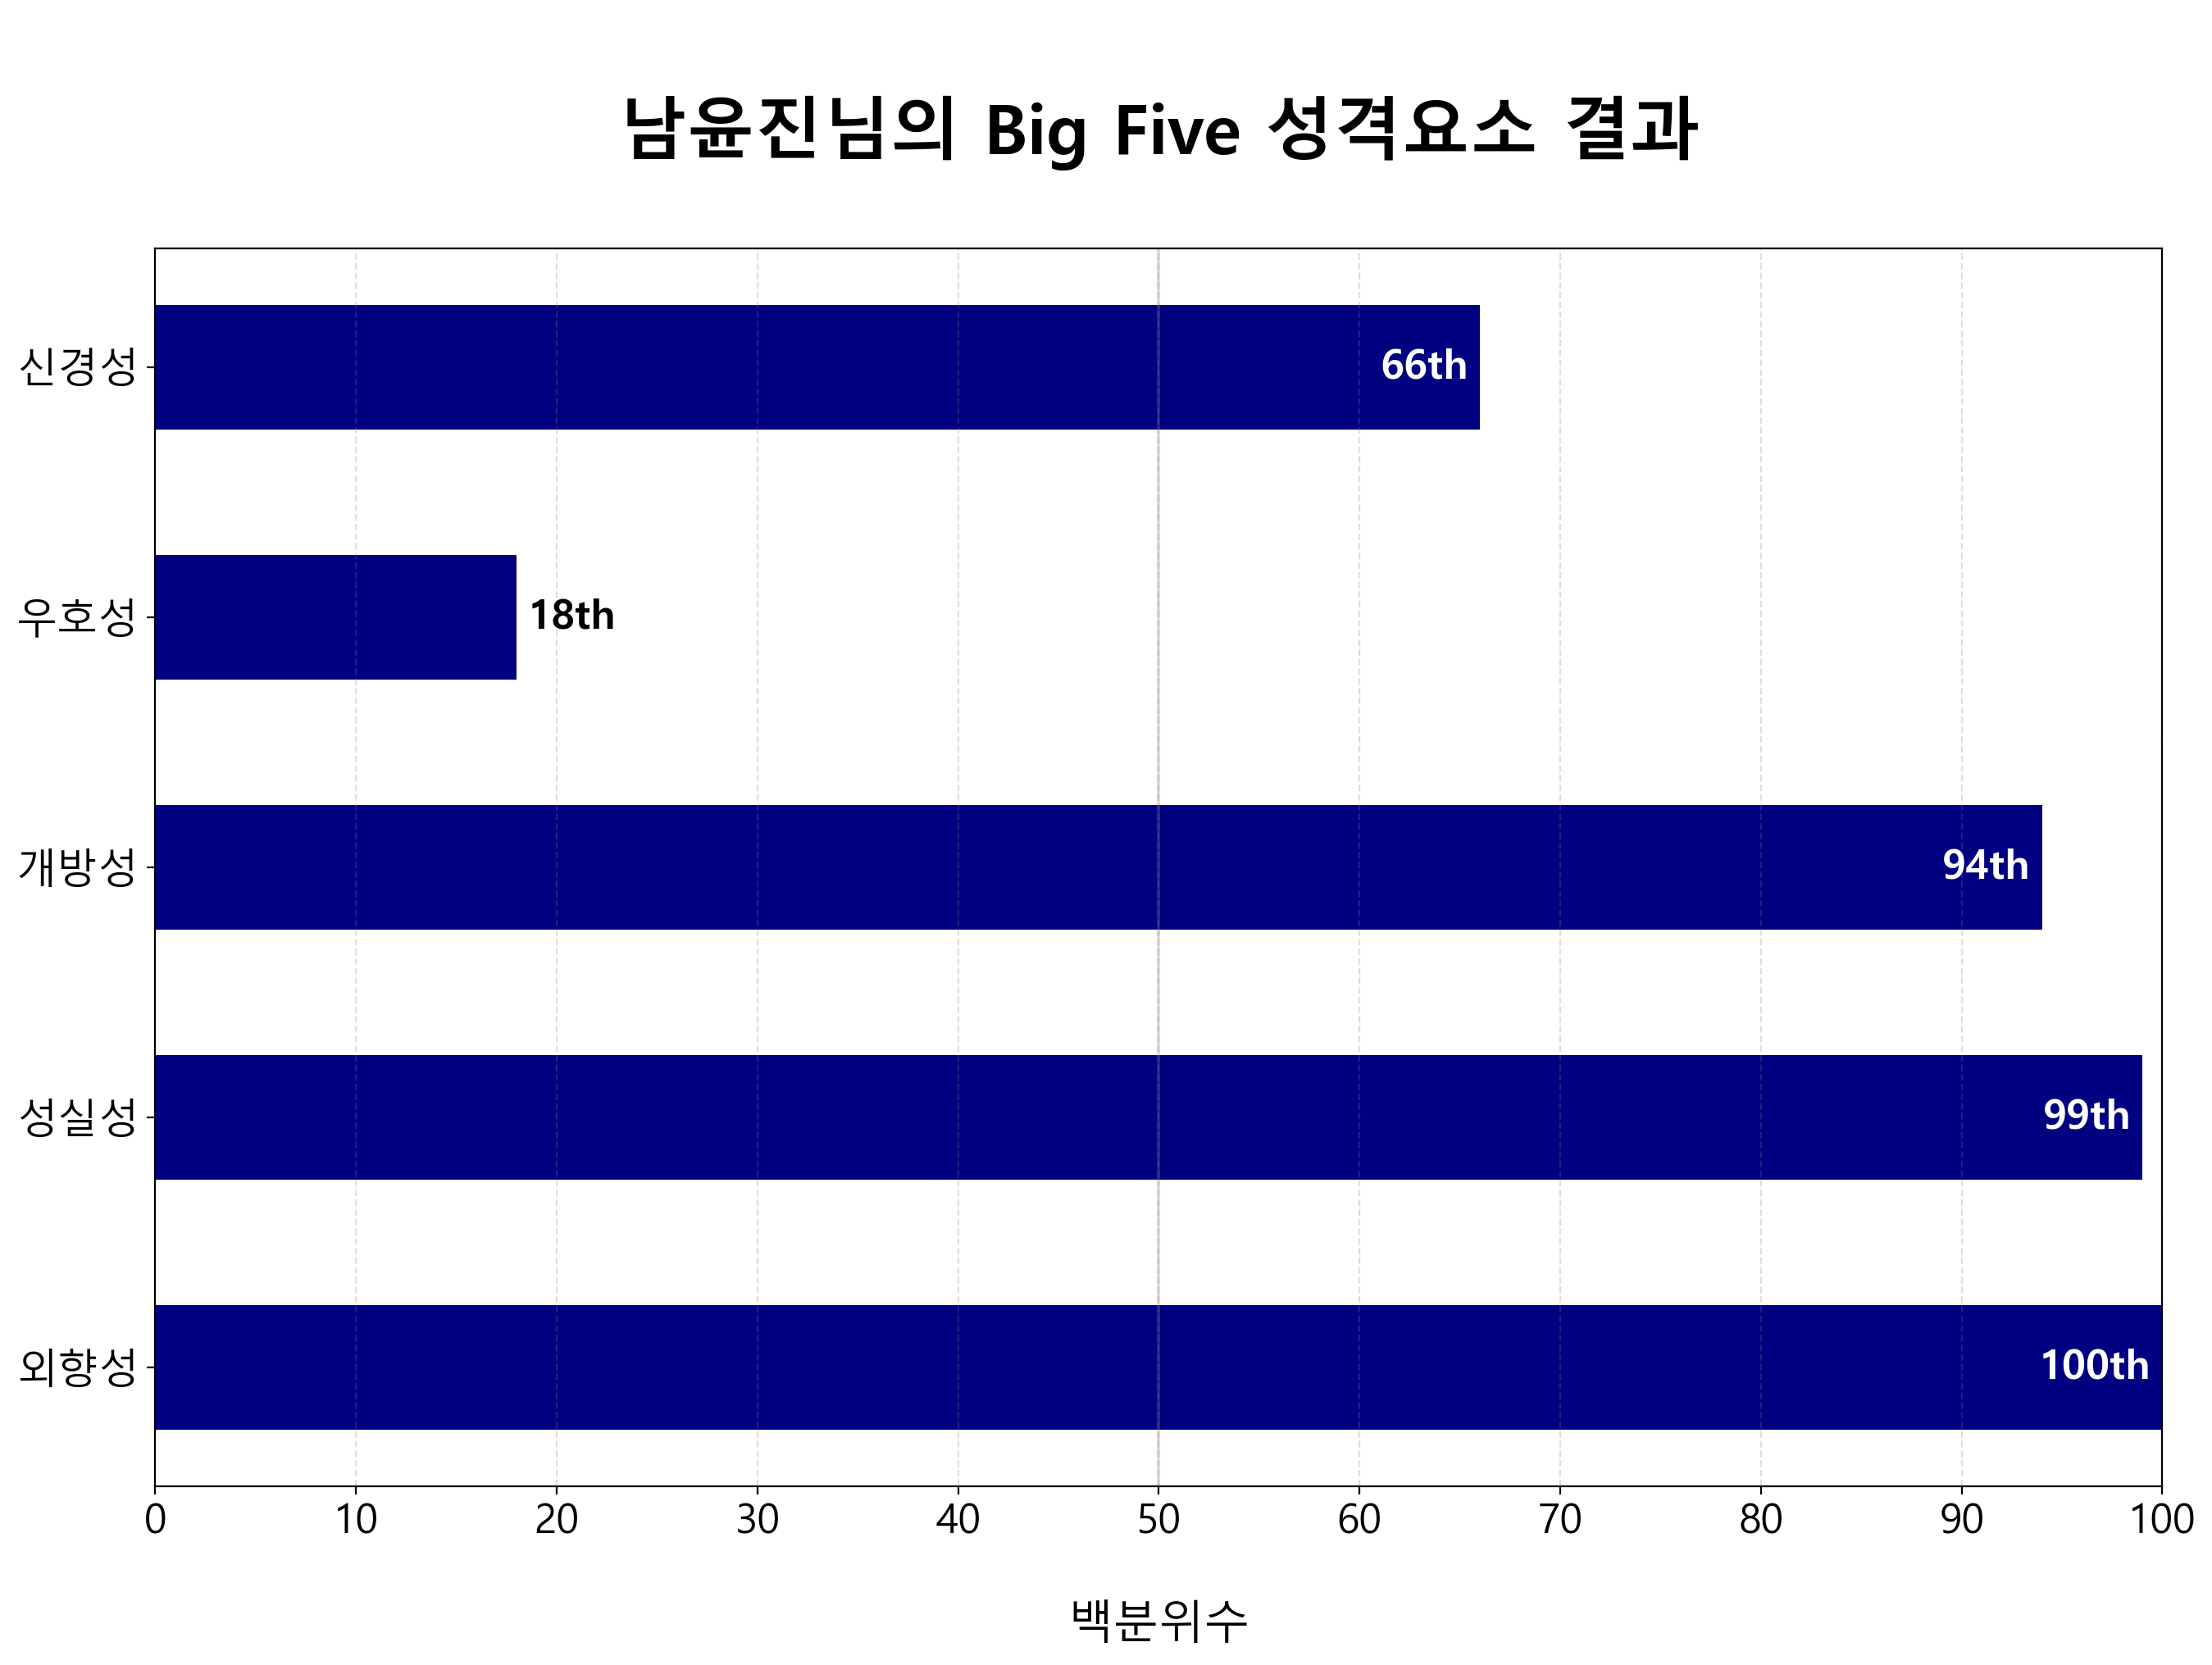 남윤진님의 Big Five 성격요소 결과
신경성 66th
우호성 18th
개방성 94th
성실성 99th
외향성 100th
0 10 20 30 40 50 60 70 80 90 100
백분위수